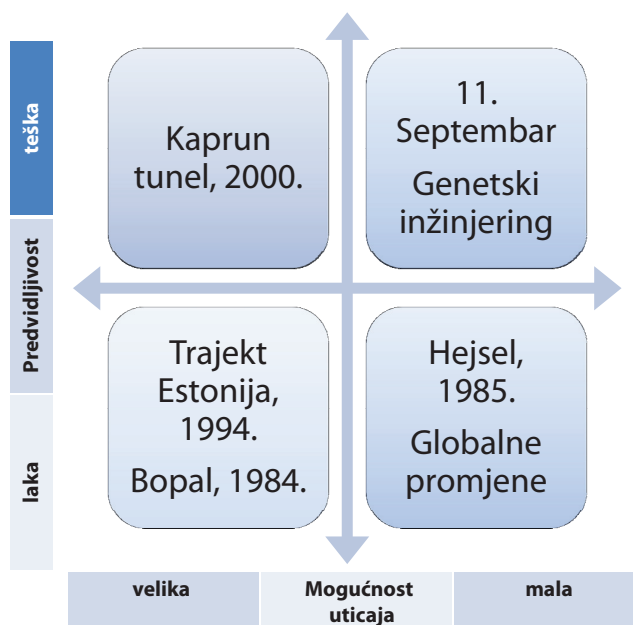 teška
Predvidljivost
laka
Kaprun
tunel, 2000.
11.
Septembar
Genetski
inžinjering
Trajekt
Estonija,
1994.
Bopal, 1984.
Hejsel,
1985.
Globalne
promjene
velika
Mogućnost
uticaja
mala